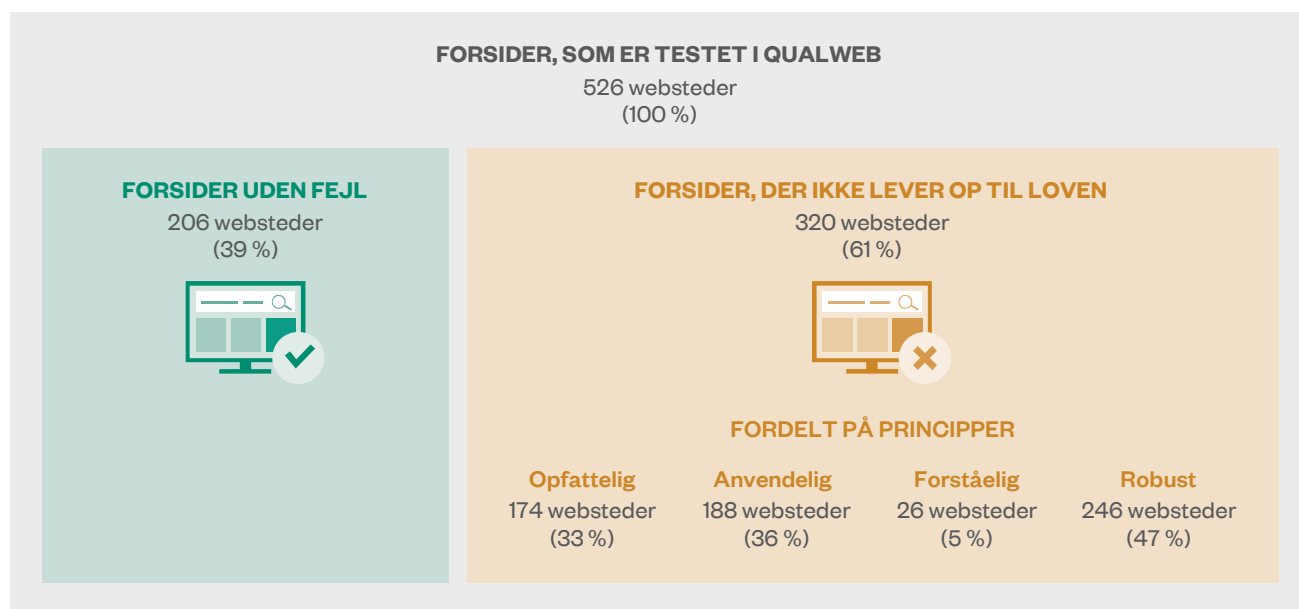 FORSIDER, SOM ER TESTET I QUALWEB
526 websteder
(100 %)
FORSIDER UDEN FEJL
206 websteder
(39 %)
FORSIDER, DER IKKE LEVER OP TIL LOVEN
320 websteder
(61 %)
FORDELT PÅ PRINCIPPER
Opfattelig
174 websteder
(33 %)
Anvendelig
188 websteder
(36 %)
Forståelig
26 websteder
(5 %)
Robust
246 websteder
(47 %)